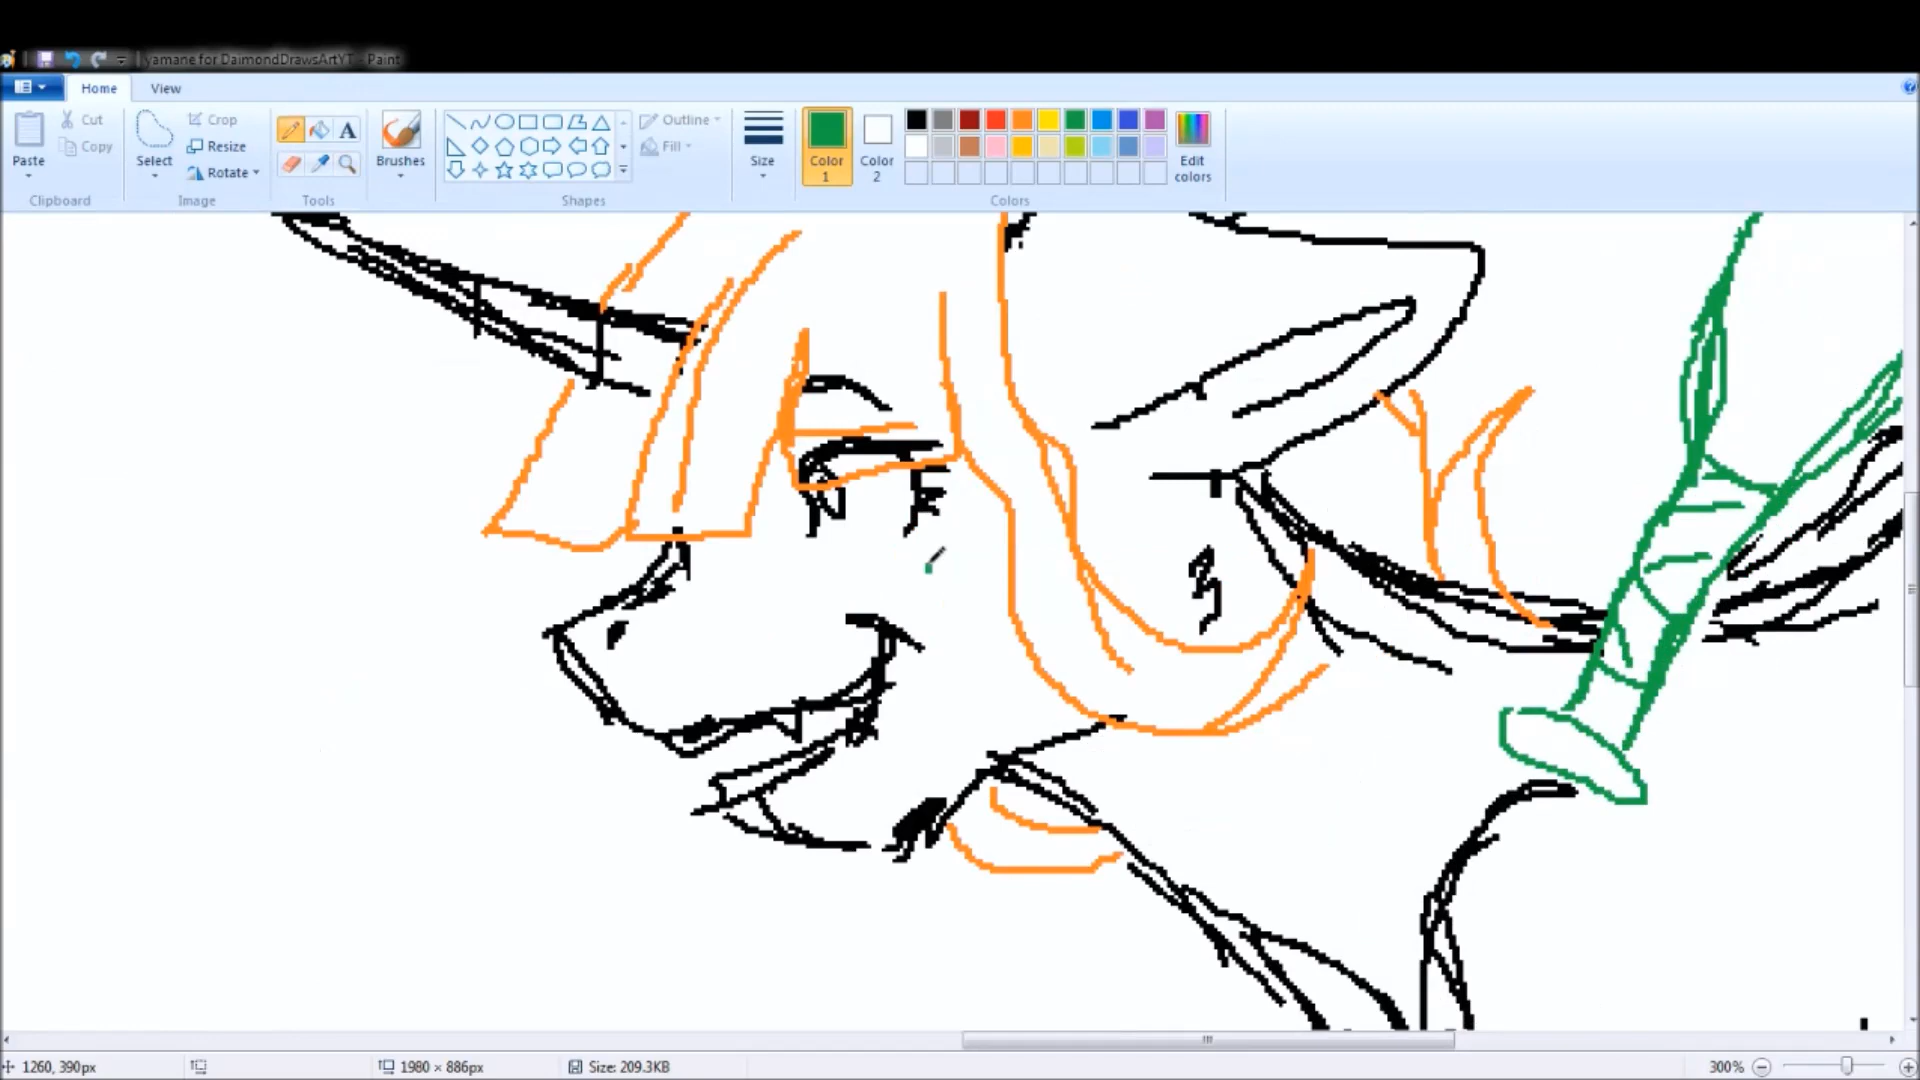 yamane for DaimondDrawsArtYT - Paint
Home View
Paste
Cut
Copy
Clipboard
Select
Crop
Resize
Rotate
Image
A
Tools
Brushes
Outline
Fill
Shapes
Size
Color 1
Color 2
Edit colors
Colors
1260, 390px
1980 × 886px
Size: 209.3KB
300%